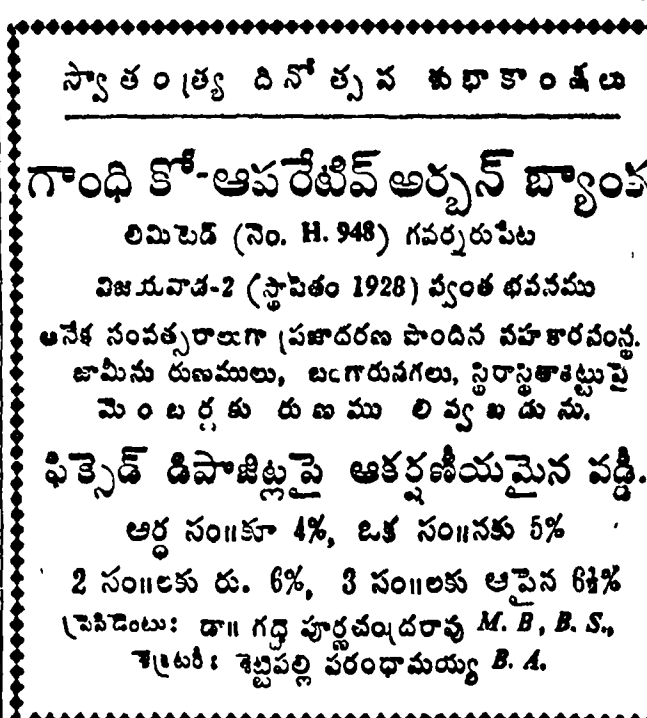 స్వాతంత్ర్య దినోత్సవ శుభాకాంక్షలు
గాంధి కో-ఆపరేటివ్ అర్బన్ బ్యాంకు
లిమిటెడ్ (నెం. H. 948) గవర్నరుపేట
విజయవాడ-2 (స్థాపితం 1928) స్వంత భవనము
అనేక సంవత్సరాలుగా ప్రజాదరణ పొందిన సహకారసంస్థ.
జామీను రుణములు, బంగారునగలు, స్థిరాస్థితాకట్టుపై
మెంబర్లకు రుణము లివ్వబడును.
ఫిక్సెడ్ డిపాజిట్లపై ఆకర్షణీయమైన వడ్డీ.
అర్ధ సం॥కూ 4%, ఒక సం॥నకు 5%
2 సం॥లకు రు. 6%, 3 సం॥లకు ఆపైన 6½%
ప్రెసిడెంటు: డా॥ గద్దె పూర్ణచంద్రరావు M. B, B. S.,
శెక్రటరీ: శెట్టిపల్లి పరంధామయ్య B. A.